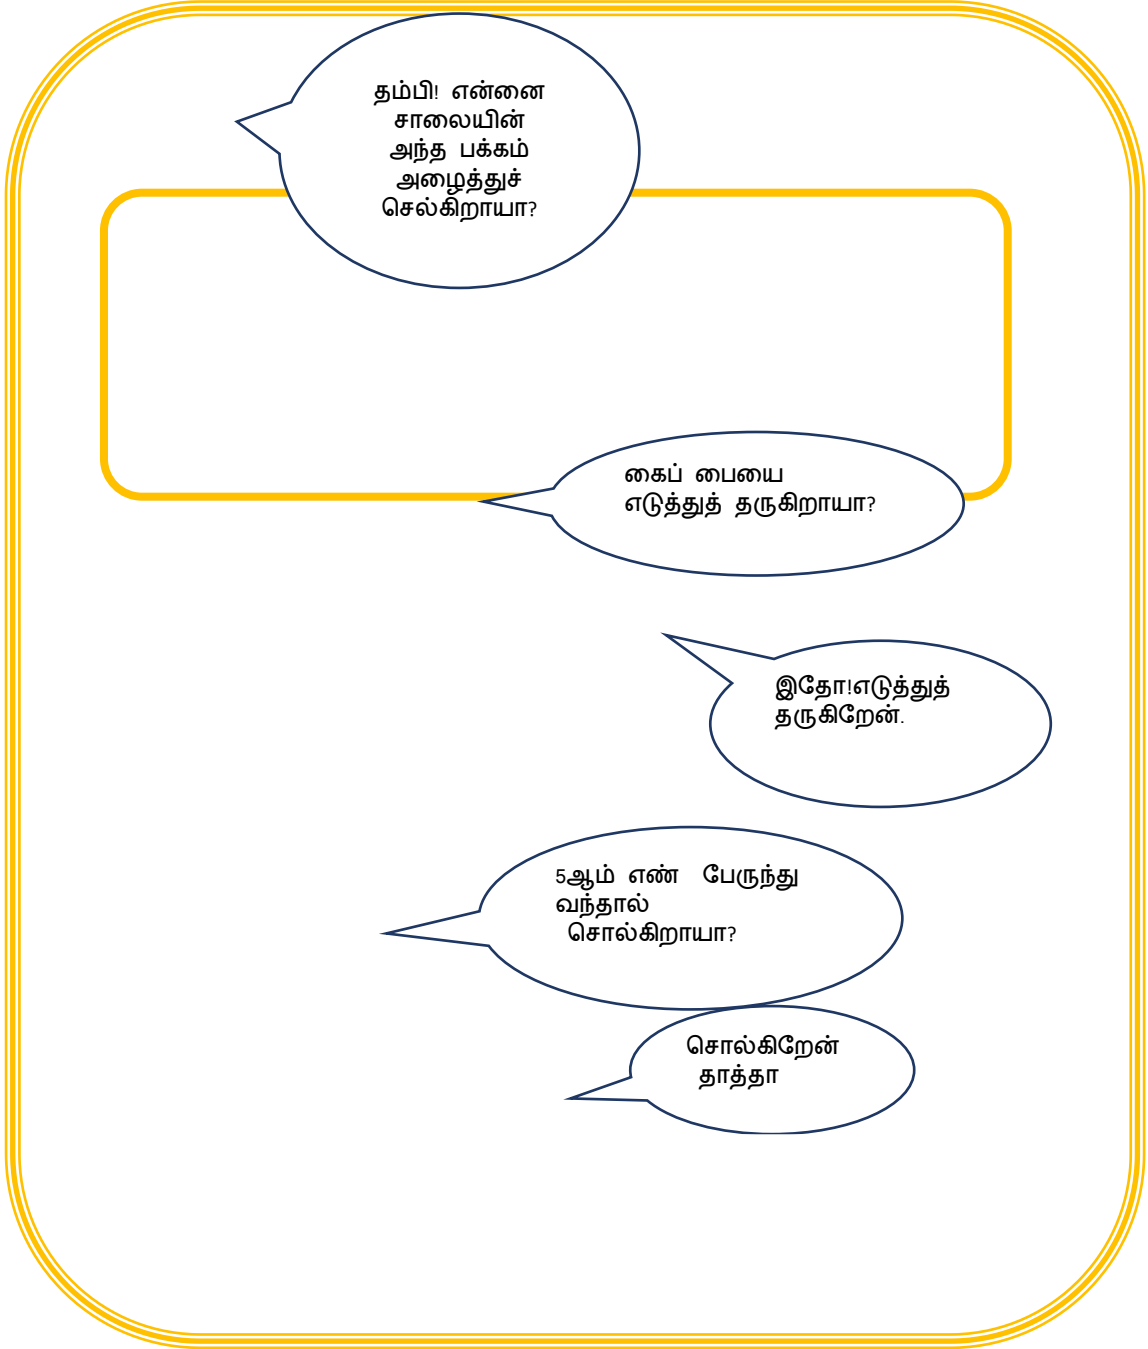 தம்பி! என்னை
சாலையின்
அந்த பக்கம்
அழைத்துச்
செல்கிறாயா?
கைப் பையை
எடுத்துத் தருகிறாயா?
இதோ!எடுத்துத்
தருகிறேன்.
5ஆம் எண் பேருந்து
வந்தால்
சொல்கிறாயா?
சொல்கிறேன்
தாத்தா